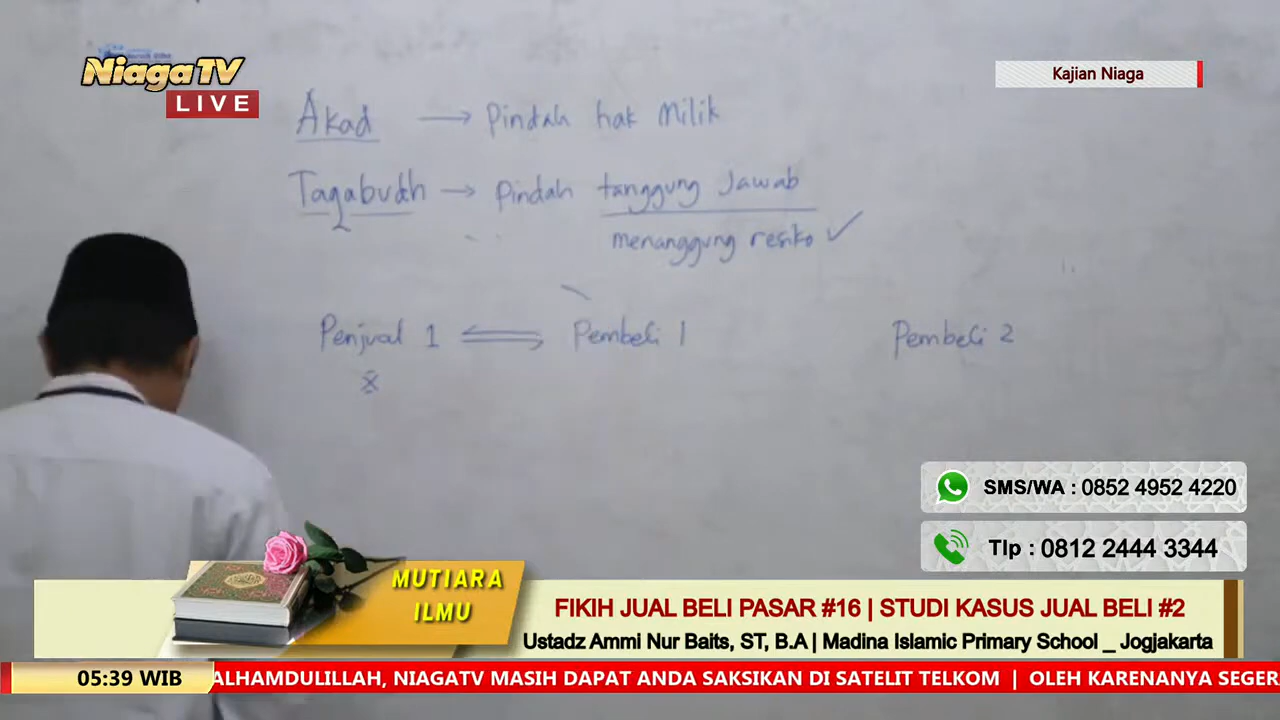 NiagaTV
LIVE
Kajian Niaga
Akad → Pindah hak Milik
Taqabudh → Pindah tanggung jawab
menanggung resiko ✓
Penjual 1 ⇌ Pembeli 1 Pembeli 2
x
SMS/WA : 0852 4952 4220
Tlp : 0812 2444 3344
MUTIARA
ILMU
FIKIH JUAL BELI PASAR #16 | STUDI KASUS JUAL BELI #2
Ustadz Ammi Nur Baits, ST, B.A | Madina Islamic Primary School _ Jogjakarta
05:39 WIB ALHAMDULILLAH, NIAGATV MASIH DAPAT ANDA SAKSIKAN DI SATELIT TELKOM | OLEH KARENANYA SEGER